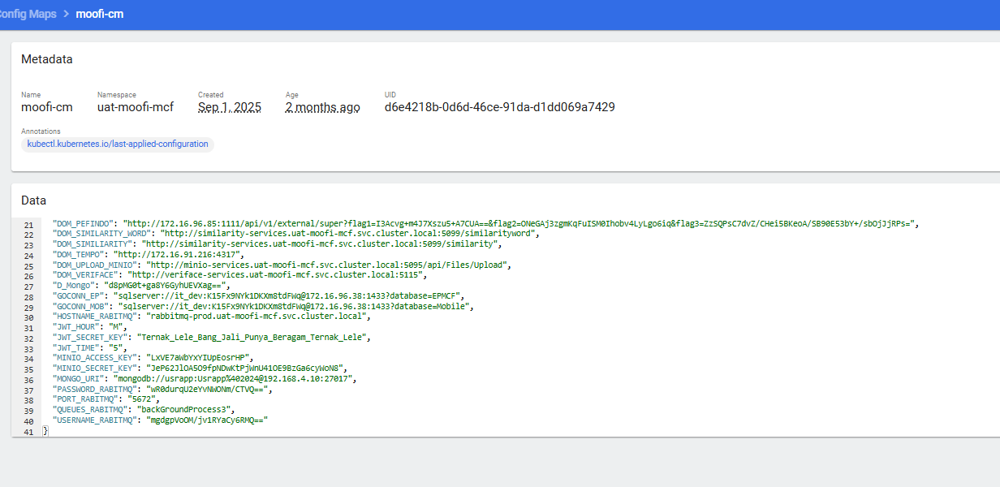 Config Maps > moofi-cm
Metadata
Name Namespace Created Age UID
moofi-cm uat-moofi-mcf Sep 1, 2025 2 months ago d6e4218b-0d6d-46ce-91da-d1dd069a7429
Annotations
kubectl.kubernetes.io/last-applied-configuration
Data
21 "DOM_PEFINDO": "http://172.16.96.85:1111/api/v1/external/super?flag1=I3Acvg+m4J7Xszu5+A7CUA==&flag2=ONeGAj3zgmKqFuISM0Ihobv4LyLgo6iq&flag3=ZzSQPsC7dvZ/CHei5BKeoA/SB90E53bY+/sbOjJjRPs=",
22 "DOM_SIMILARITY_WORD": "http://similarity-services.uat-moofi-mcf.svc.cluster.local:5099/similarityword",
23 "DOM_SIMILIARITY": "http://similarity-services.uat-moofi-mcf.svc.cluster.local:5099/similarity",
24 "DOM_TEMPO": "http://172.16.91.216:4317",
25 "DOM_UPLOAD_MINIO": "http://minio-services.uat-moofi-mcf.svc.cluster.local:5095/api/Files/Upload",
26 "DOM_VERIFACE": "http://veriface-services.uat-moofi-mcf.svc.cluster.local:5115",
27 "D_Mongo": "d8pMG0t+ga8Y6GyhUEVXag==",
28 "GOCONN_EP": "sqlserver://it_dev:K15Fx9NYk1DKXm8tdFWq@172.16.96.38:1433?database=EPMCF",
29 "GOCONN_MOB": "sqlserver://it_dev:K15Fx9NYk1DKXm8tdFWq@172.16.96.38:1433?database=Mobile",
30 "HOSTNAME_RABITMQ": "rabbitmq-prod.uat-moofi-mcf.svc.cluster.local",
31 "JWT_HOUR": "M",
32 "JWT_SECRET_KEY": "Ternak_Lele_Bang_Jali_Punya_Beragam_Ternak_Lele",
33 "JWT_TIME": "5",
34 "MINIO_ACCESS_KEY": "LxVE7aWbYxYIUpEosrHP",
35 "MINIO_SECRET_KEY": "JeP62JlOA5O9fpNDwKtPjWnU41OE9BzGa6cyWoN8",
36 "MONGO_URI": "mongodb://usrapp:Usrapp%402024@192.168.4.10:27017",
37 "PASSWORD_RABITMQ": "wR0durqU2eYvNWONm/CTVQ==",
38 "PORT_RABITMQ": "5672",
39 "QUEUES_RABITMQ": "backGroundProcess3",
40 "USERNAME_RABITMQ": "mgdgpVoOM/jv1RYaCy6RMQ=="
41 }